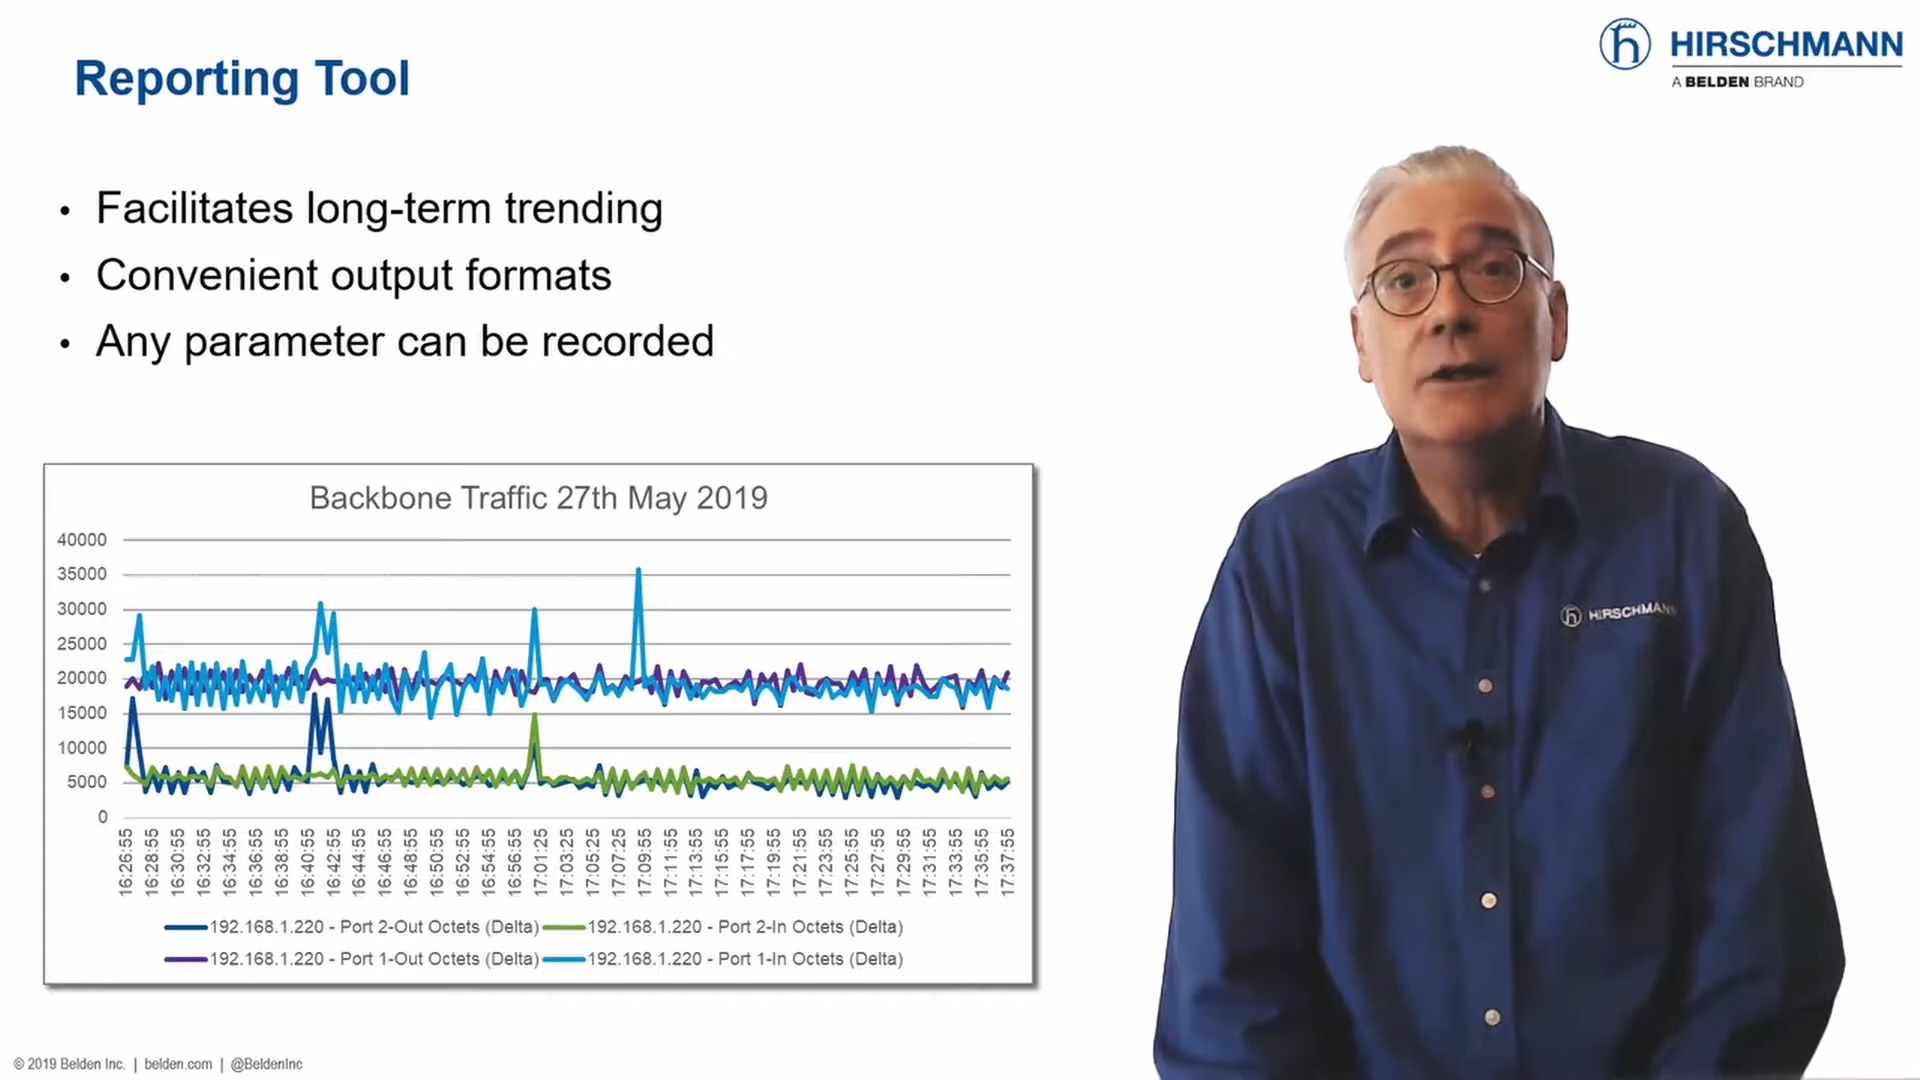 Reporting Tool
HIRSCHMANN
A BELDEN BRAND
• Facilitates long-term trending
• Convenient output formats
• Any parameter can be recorded
Backbone Traffic 27th May 2019
40000
35000
30000
25000
20000
15000
10000
5000
0
16:26:55 16:28:55 16:30:55 16:32:55 16:34:55 16:36:55 16:38:55 16:40:55 16:42:55 16:44:55 16:46:55 16:48:55 16:50:55 16:52:55 16:54:55 16:56:55 17:01:25 17:03:25 17:05:25 17:07:25 17:09:55 17:11:55 17:13:55 17:15:55 17:17:55 17:19:55 17:21:55 17:23:55 17:25:55 17:27:55 17:29:55 17:31:55 17:33:55 17:35:55 17:37:55
192.168.1.220 - Port 2-Out Octets (Delta) 192.168.1.220 - Port 2-In Octets (Delta)
192.168.1.220 - Port 1-Out Octets (Delta) 192.168.1.220 - Port 1-In Octets (Delta)
HIRSCHMANN
© 2019 Belden Inc. | belden.com | @BeldenInc